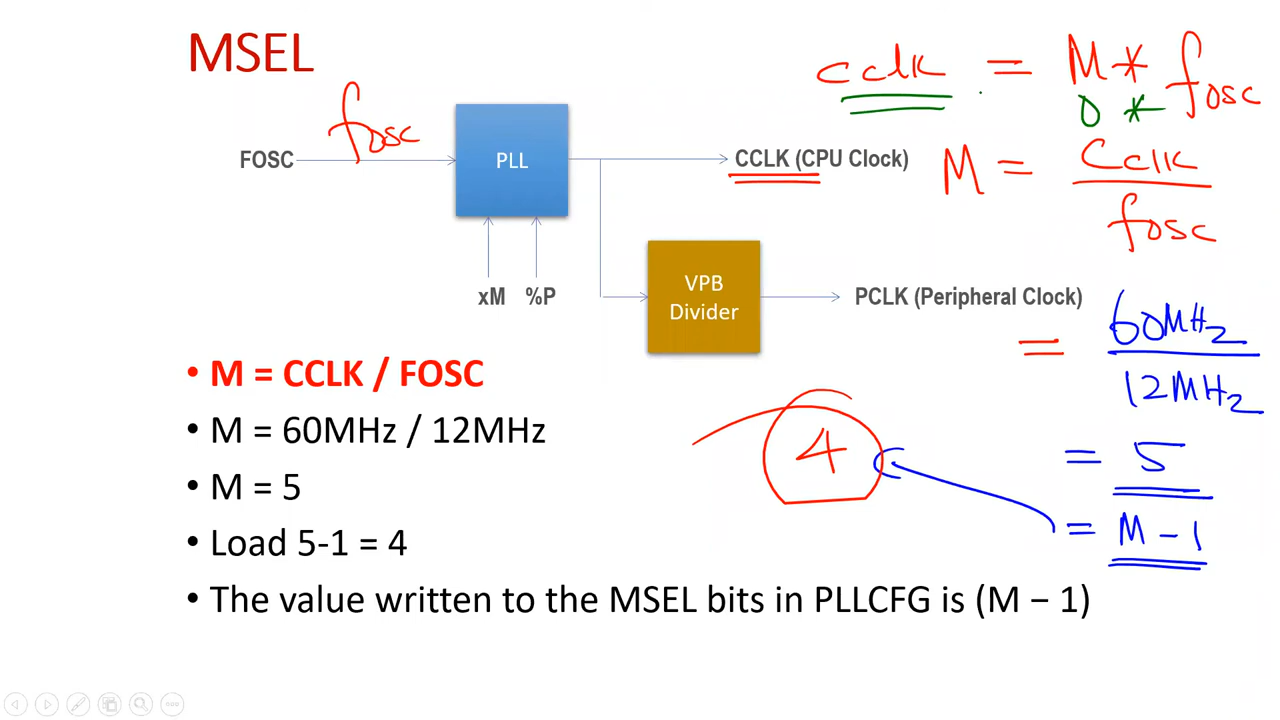 MSEL
cclk = M * fosc
0 *
fosc
FOSC
PLL
CCLK (CPU Clock)
M = Cclk / fosc
xM %P
VPB
Divider
PCLK (Peripheral Clock)
= 60MHz / 12MHz
= 5
= M - 1
4
• M = CCLK / FOSC
• M = 60MHz / 12MHz
• M = 5
• Load 5-1 = 4
• The value written to the MSEL bits in PLLCFG is (M − 1)